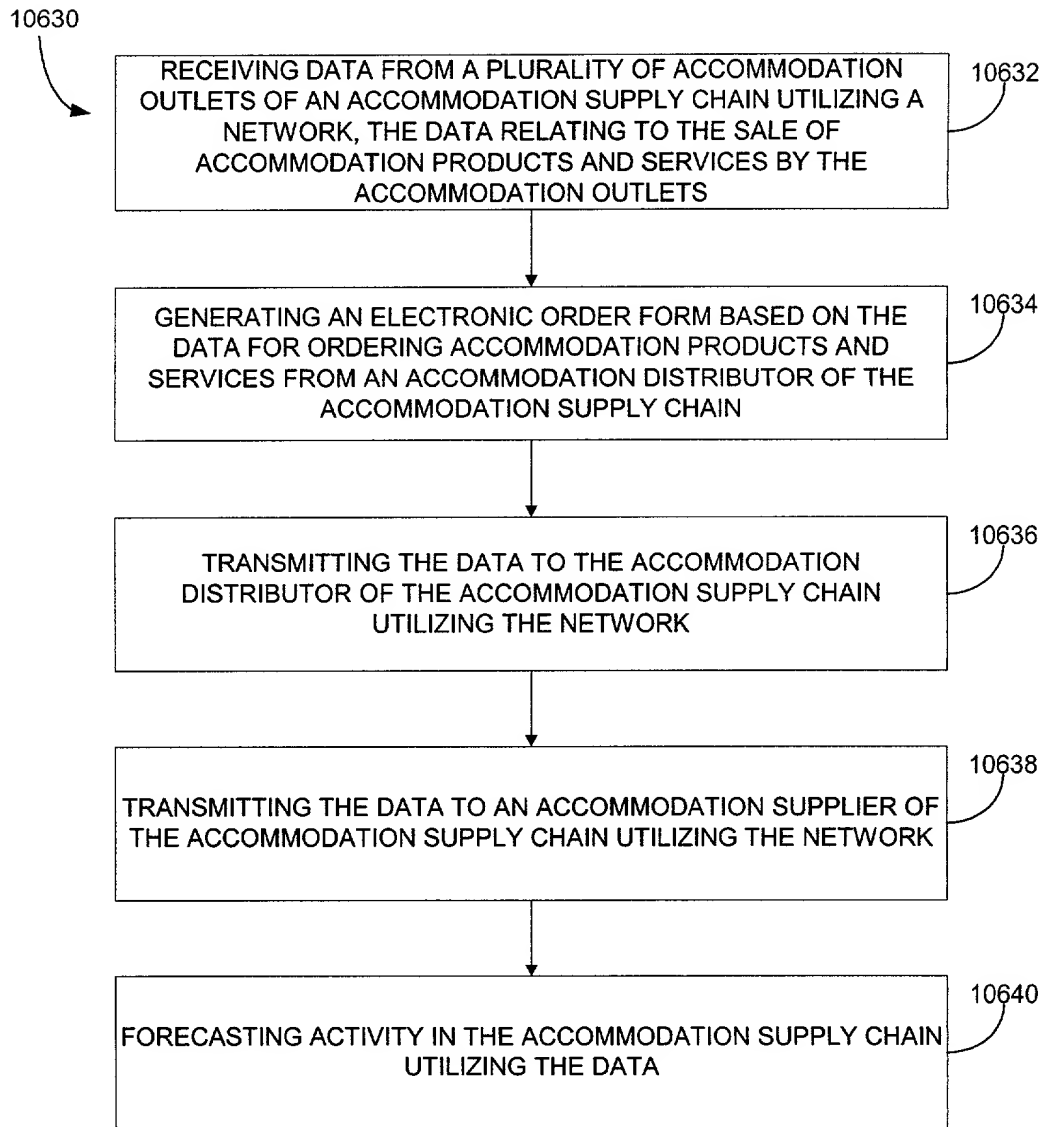 10630
RECEIVING DATA FROM A PLURALITY OF ACCOMMODATION
OUTLETS OF AN ACCOMMODATION SUPPLY CHAIN UTILIZING A
NETWORK, THE DATA RELATING TO THE SALE OF
ACCOMMODATION PRODUCTS AND SERVICES BY THE
ACCOMMODATION OUTLETS
10632
GENERATING AN ELECTRONIC ORDER FORM BASED ON THE
DATA FOR ORDERING ACCOMMODATION PRODUCTS AND
SERVICES FROM AN ACCOMMODATION DISTRIBUTOR OF THE
ACCOMMODATION SUPPLY CHAIN
10634
TRANSMITTING THE DATA TO THE ACCOMMODATION
DISTRIBUTOR OF THE ACCOMMODATION SUPPLY CHAIN
UTILIZING THE NETWORK
10636
TRANSMITTING THE DATA TO AN ACCOMMODATION SUPPLIER OF
THE ACCOMMODATION SUPPLY CHAIN UTILIZING THE NETWORK
10638
FORECASTING ACTIVITY IN THE ACCOMMODATION SUPPLY CHAIN
UTILIZING THE DATA
10640